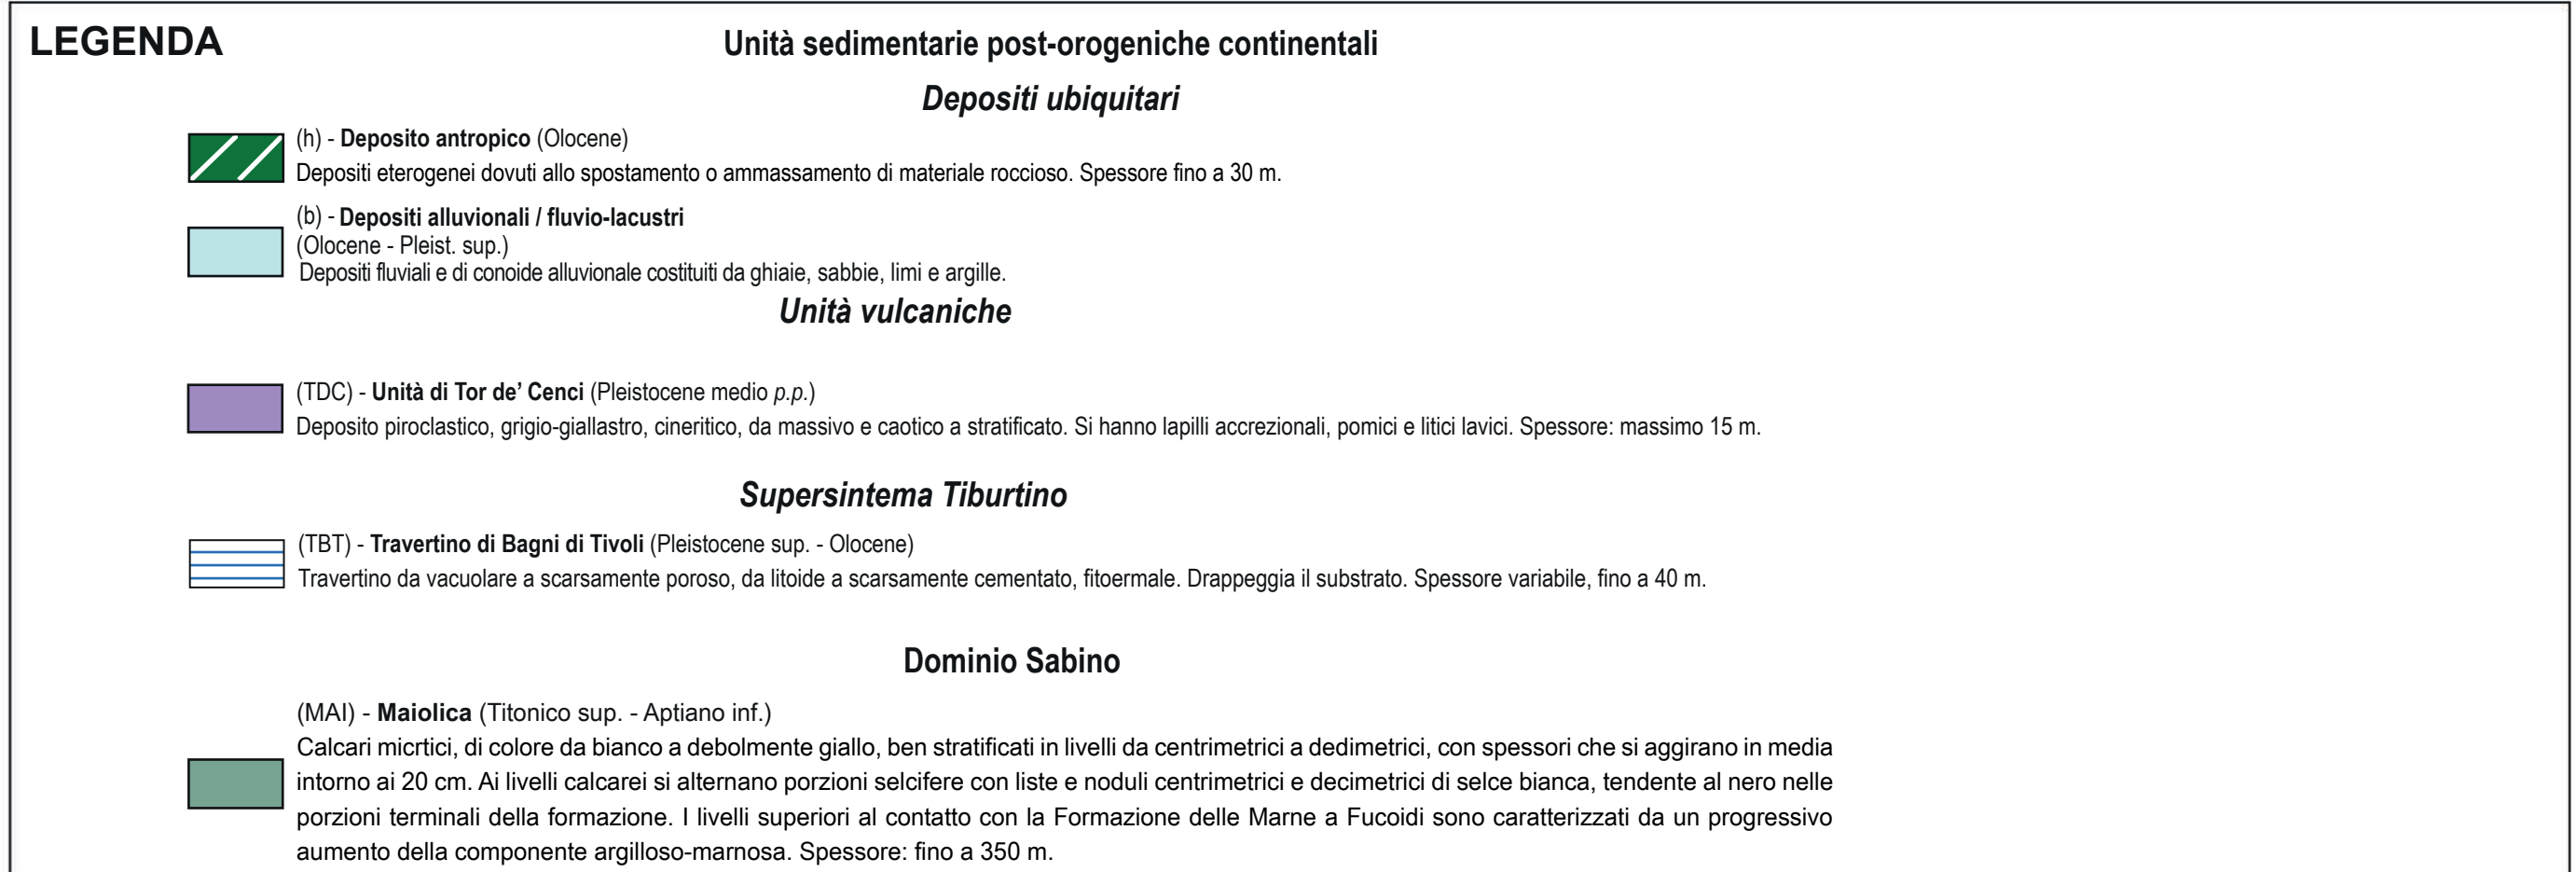 LEGENDA
Unità sedimentarie post-orogeniche continentali
Depositi ubiquitari
(h) - Deposito antropico (Olocene)
Depositi eterogenei dovuti allo spostamento o ammassamento di materiale roccioso. Spessore fino a 30 m.
(b) - Depositi alluvionali / fluvio-lacustri
(Olocene - Pleist. sup.)
Depositi fluviali e di conoide alluvionale costituiti da ghiaie, sabbie, limi e argille.
Unità vulcaniche
(TDC) - Unità di Tor de’ Cenci (Pleistocene medio p.p.)
Deposito piroclastico, grigio-giallastro, cineritico, da massivo e caotico a stratificato. Si hanno lapilli accrezionali, pomici e litici lavici. Spessore: massimo 15 m.
Supersintema Tiburtino
(TBT) - Travertino di Bagni di Tivoli (Pleistocene sup. - Olocene)
Travertino da vacuolare a scarsamente poroso, da litoide a scarsamente cementato, fitoermale. Drappeggia il substrato. Spessore variabile, fino a 40 m.
Dominio Sabino
(MAI) - Maiolica (Titonico sup. - Aptiano inf.)
Calcari micrtici, di colore da bianco a debolmente giallo, ben stratificati in livelli da centrimetrici a dedimetrici, con spessori che si aggirano in media
intorno ai 20 cm. Ai livelli calcarei si alternano porzioni selcifere con liste e noduli centimetrici e decimetrici di selce bianca, tendente al nero nelle
porzioni terminali della formazione. I livelli superiori al contatto con la Formazione delle Marne a Fucoidi sono caratterizzati da un progressivo
aumento della componente argilloso-marnosa. Spessore: fino a 350 m.